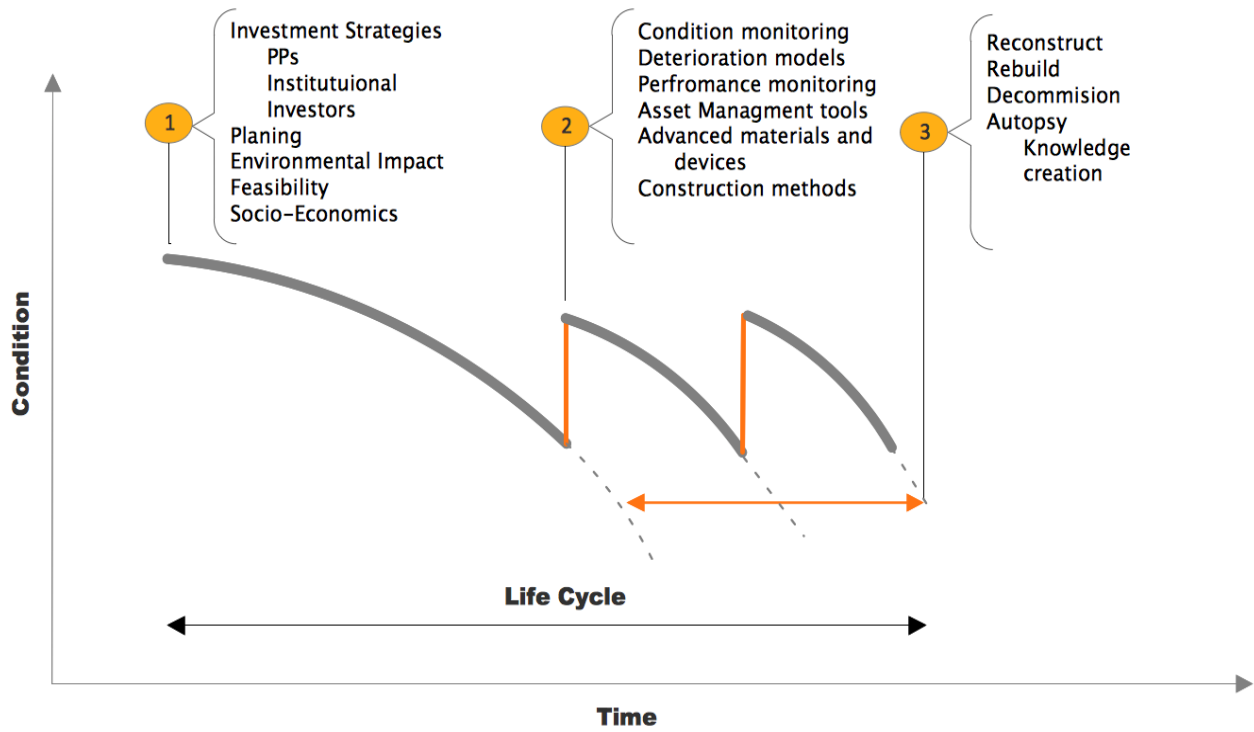 1
Investment Strategies
PPs
Institutuional
Investors
Planing
Environmental Impact
Feasibility
Socio-Economics
2
Condition monitoring
Deterioration models
Perfromance monitoring
Asset Managment tools
Advanced materials and
devices
Construction methods
3
Reconstruct
Rebuild
Decommision
Autopsy
Knowledge
creation
Condition
Life Cycle
Time